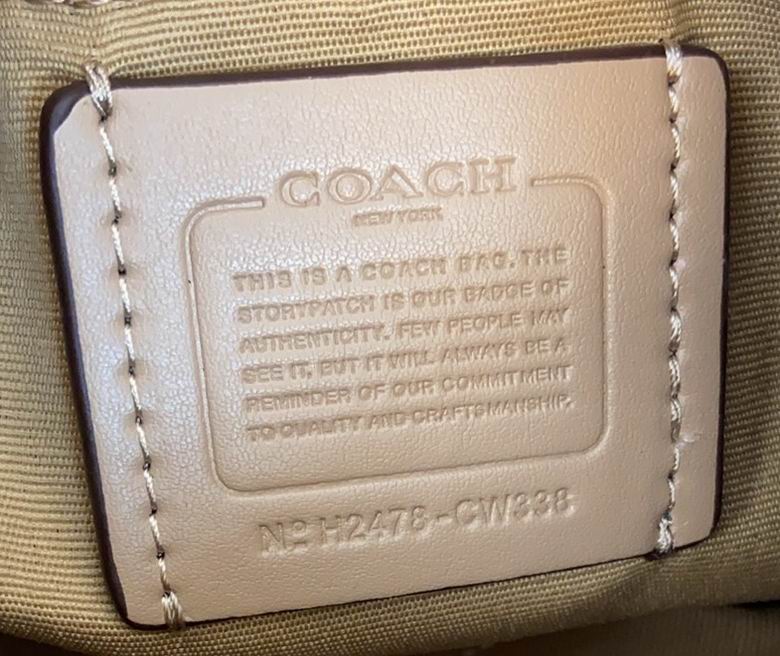 COACH
NEW YORK
THIS IS A COACH BAG. THE
STORYPATCH IS OUR BADGE OF
AUTHENTICITY. FEW PEOPLE MAY
SEE IT, BUT IT WILL ALWAYS BE A
REMINDER OF OUR COMMITMENT
TO QUALITY AND CRAFTSMANSHIP.
Nº H2478-CW338